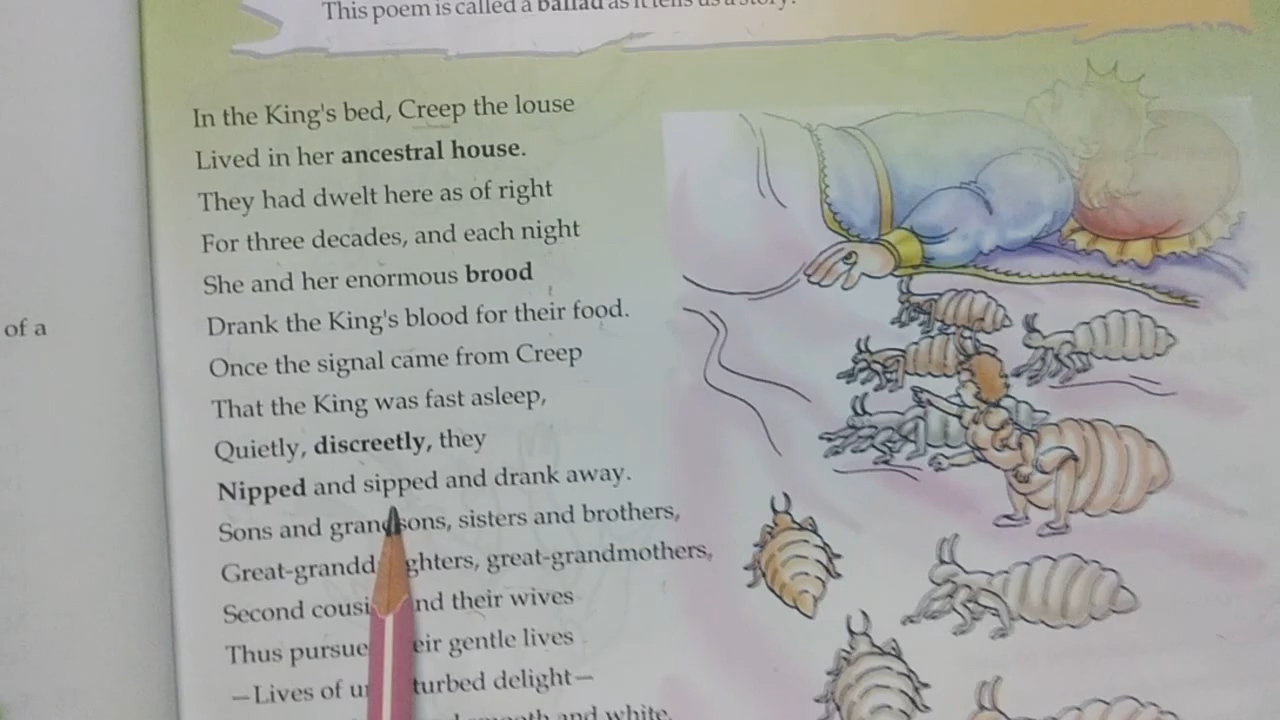 This poem is called a ballad as it tells us a story.
In the King's bed, Creep the louse
Lived in her ancestral house.
They had dwelt here as of right
For three decades, and each night
She and her enormous brood
Drank the King's blood for their food.
Once the signal came from Creep
That the King was fast asleep,
Quietly, discreetly, they
Nipped and sipped and drank away.
Sons and grandsons, sisters and brothers,
Great-grandd ghters, great-grandmothers,
Second cousi nd their wives
Thus pursue eir gentle lives
—Lives of u turbed delight—
smooth and white.
of a